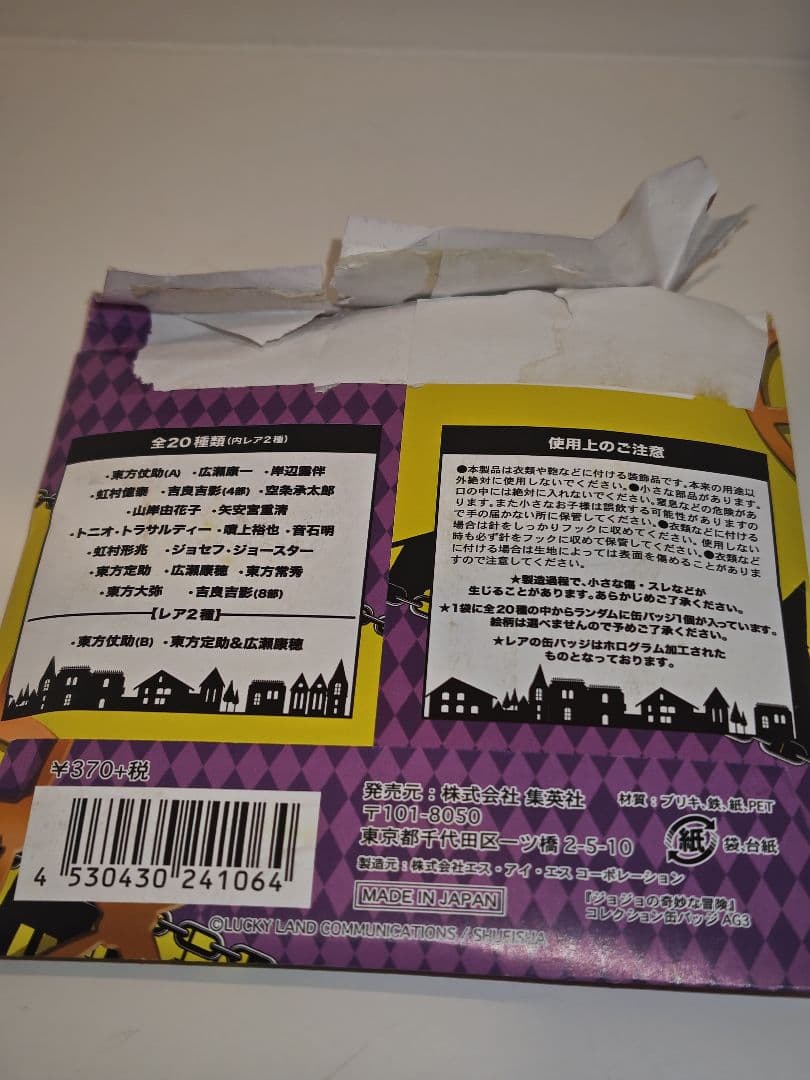 全20種類(内レア2種)
・東方仗助(A) ・広瀬康一 ・岸辺露伴
・虹村億泰 ・吉良吉影(4部) ・空条承太郎
・山岸由花子 ・矢安宮重清
・トニオ・トラサルディー ・噴上裕也 ・音石明
・虹村形兆 ・ジョセフ・ジョースター
・東方定助 ・広瀬康穂 ・東方常秀
・東方大弥 ・吉良吉影(8部)
【レア2種】
・東方仗助(B) ・東方定助&広瀬康穂
使用上のご注意
●本製品は衣類や鞄などに付ける装飾品です。本来の用途以
外絶対に使用しないでください。●小さな部品があります。
口の中には絶対に入れないでください。窒息などの危険があ
ります。また小さなお子様は誤飲する可能性がありますの
で手の届かない所に保管してください。●衣類などに付ける
場合は針をしっかりフックに収めてください。使用しない
時も必ず針をフックに収めて保管してください。●衣類など
に付ける場合は生地によっては表面を傷めることがありま
すので注意してください。
★製造過程で、小さな傷・スレなどが
生じることがあります。あらかじめご了承ください。
★1袋に全20種の中からランダムに缶バッジ1個が入っています。
絵柄は選べませんので予めご了承ください。
★レアの缶バッジはホログラム加工された
ものとなっております。
¥370+税
4 530430 241064
発売元:株式会社 集英社
〒101-8050
東京都千代田区一ツ橋 2-5-10
製造元:株式会社エス・アイ・エス コーポレーション
MADE IN JAPAN
材質:ブリキ、鉄、紙、PET
紙 袋、台紙
『ジョジョの奇妙な冒険』
コレクション缶バッジ AG3
©LUCKY LAND COMMUNICATIONS / SHUEISHA